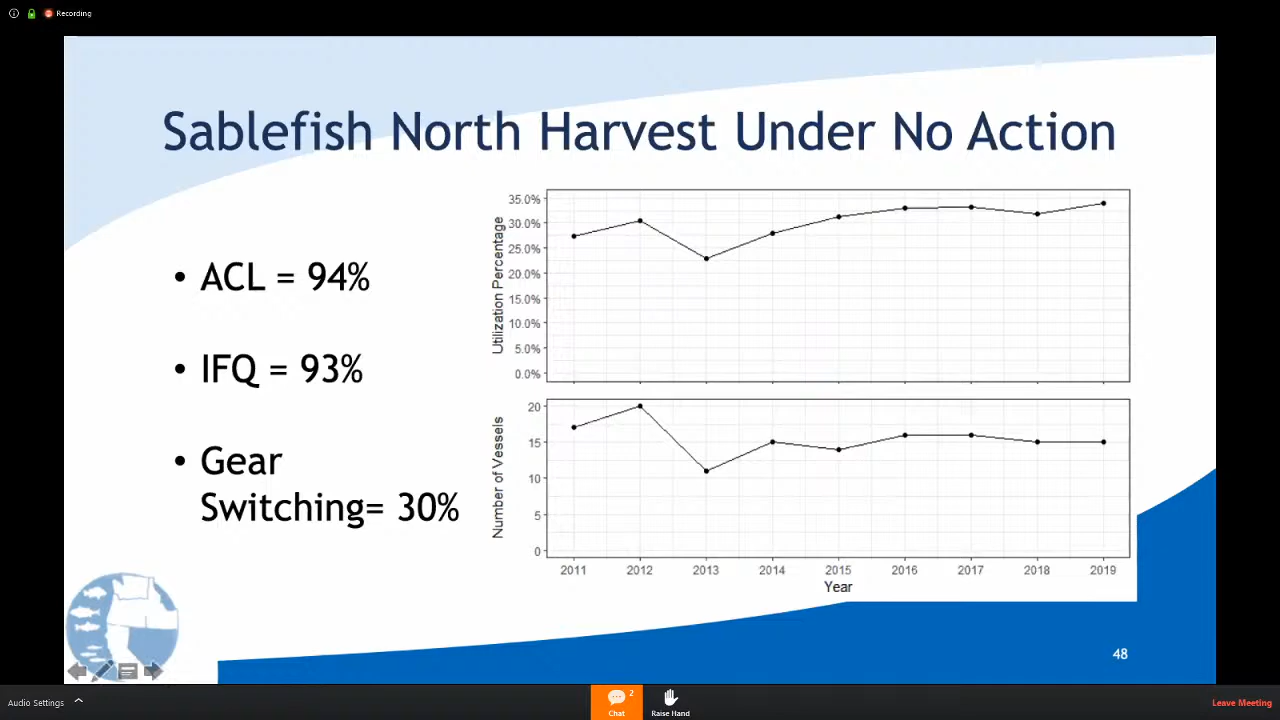 Recording
Sablefish North Harvest Under No Action
• ACL = 94%
• IFQ = 93%
• Gear
Switching= 30%
Utilization Percentage
35.0%
30.0%
25.0%
20.0%
15.0%
10.0%
5.0%
0.0%
Number of Vessels
20
15
10
5
0
2011 2012 2013 2014 2015 2016 2017 2018 2019
Year
48
Audio Settings
2
Chat
Raise Hand
Leave Meeting